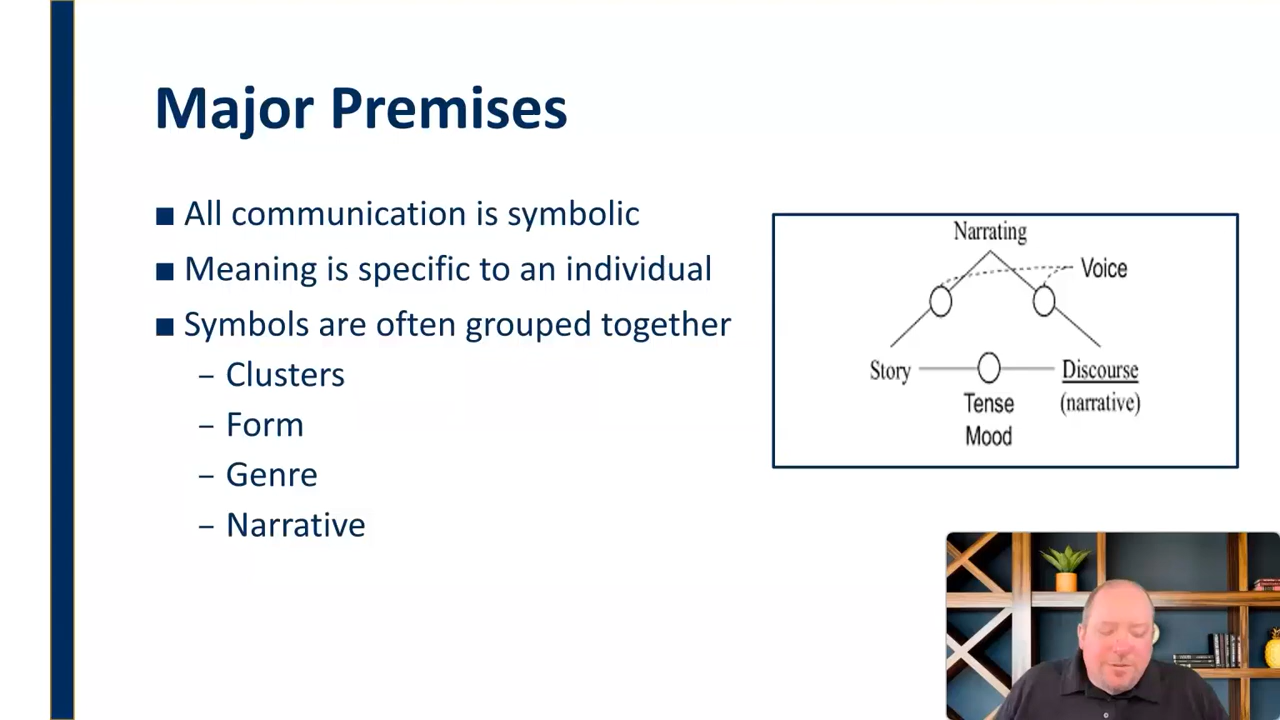 Major Premises
■ All communication is symbolic
■ Meaning is specific to an individual
■ Symbols are often grouped together
– Clusters
– Form
– Genre
– Narrative
Narrating
Voice
Story
Discourse
(narrative)
Tense
Mood